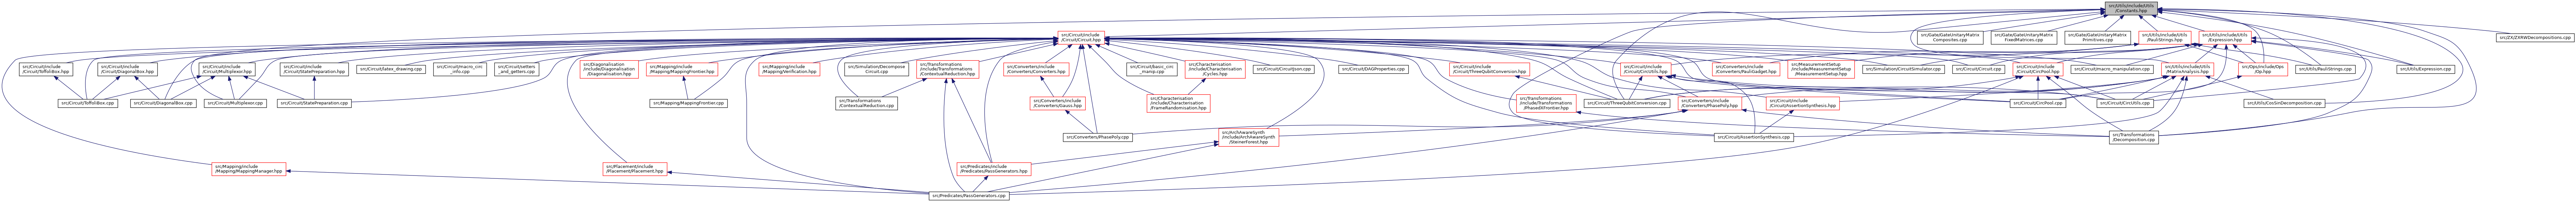 src/Utils/include/Utils
/Constants.hpp
src/Circuit/include
/Circuit/Circuit.hpp
src/Gate/GateUnitaryMatrix
Composites.cpp
src/Gate/GateUnitaryMatrix
FixedMatrices.cpp
src/Gate/GateUnitaryMatrix
Primitives.cpp
src/Utils/include/Utils
/PauliStrings.hpp
src/Utils/include/Utils
/Expression.hpp
src/ZX/ZXRWDecompositions.cpp
src/Circuit/include
/Circuit/ToffoliBox.hpp
src/Circuit/include
/Circuit/DiagonalBox.hpp
src/Circuit/include
/Circuit/Multiplexor.hpp
src/Circuit/include
/Circuit/StatePreparation.hpp
src/Circuit/latex_drawing.cpp
src/Circuit/macro_circ
_info.cpp
src/Circuit/setters
_and_getters.cpp
src/Diagonalisation
/include/Diagonalisation
/Diagonalisation.hpp
src/Mapping/include
/Mapping/MappingFrontier.hpp
src/Mapping/include
/Mapping/Verification.hpp
src/Simulation/Decompose
Circuit.cpp
src/Transformations
/include/Transformations
/ContextualReduction.hpp
src/Converters/include
/Converters/Converters.hpp
src/Circuit/basic_circ
_manip.cpp
src/Characterisation
/include/Characterisation
/Cycles.hpp
src/Circuit/CircuitJson.cpp
src/Circuit/DAGProperties.cpp
src/Circuit/include
/Circuit/ThreeQubitConversion.hpp
src/Circuit/include
/Circuit/CircUtils.hpp
src/Converters/include
/Converters/PauliGadget.hpp
src/MeasurementSetup
/include/MeasurementSetup
/MeasurementSetup.hpp
src/Simulation/CircuitSimulator.cpp
src/Circuit/Circuit.cpp
src/Circuit/include
/Circuit/CircPool.hpp
src/Circuit/macro_manipulation.cpp
src/Utils/include/Utils
/MatrixAnalysis.hpp
src/Ops/include/Ops
/Op.hpp
src/Utils/PauliStrings.cpp
src/Utils/Expression.cpp
src/Circuit/ToffoliBox.cpp
src/Circuit/DiagonalBox.cpp
src/Circuit/Multiplexor.cpp
src/Circuit/StatePreparation.cpp
src/Mapping/MappingFrontier.cpp
src/Transformations
/ContextualReduction.cpp
src/Converters/include
/Converters/Gauss.hpp
src/Characterisation
/include/Characterisation
/FrameRandomisation.hpp
src/Transformations
/include/Transformations
/PhasedXFrontier.hpp
src/Circuit/ThreeQubitConversion.cpp
src/Converters/include
/Converters/PhasePoly.hpp
src/Circuit/include
/Circuit/AssertionSynthesis.hpp
src/Circuit/CircPool.cpp
src/Circuit/CircUtils.cpp
src/Utils/CosSinDecomposition.cpp
src/Converters/PhasePoly.cpp
src/ArchAwareSynth
/include/ArchAwareSynth
/SteinerForest.hpp
src/Circuit/AssertionSynthesis.cpp
src/Transformations
/Decomposition.cpp
src/Mapping/include
/Mapping/MappingManager.hpp
src/Placement/include
/Placement/Placement.hpp
src/Predicates/include
/Predicates/PassGenerators.hpp
src/Predicates/PassGenerators.cpp